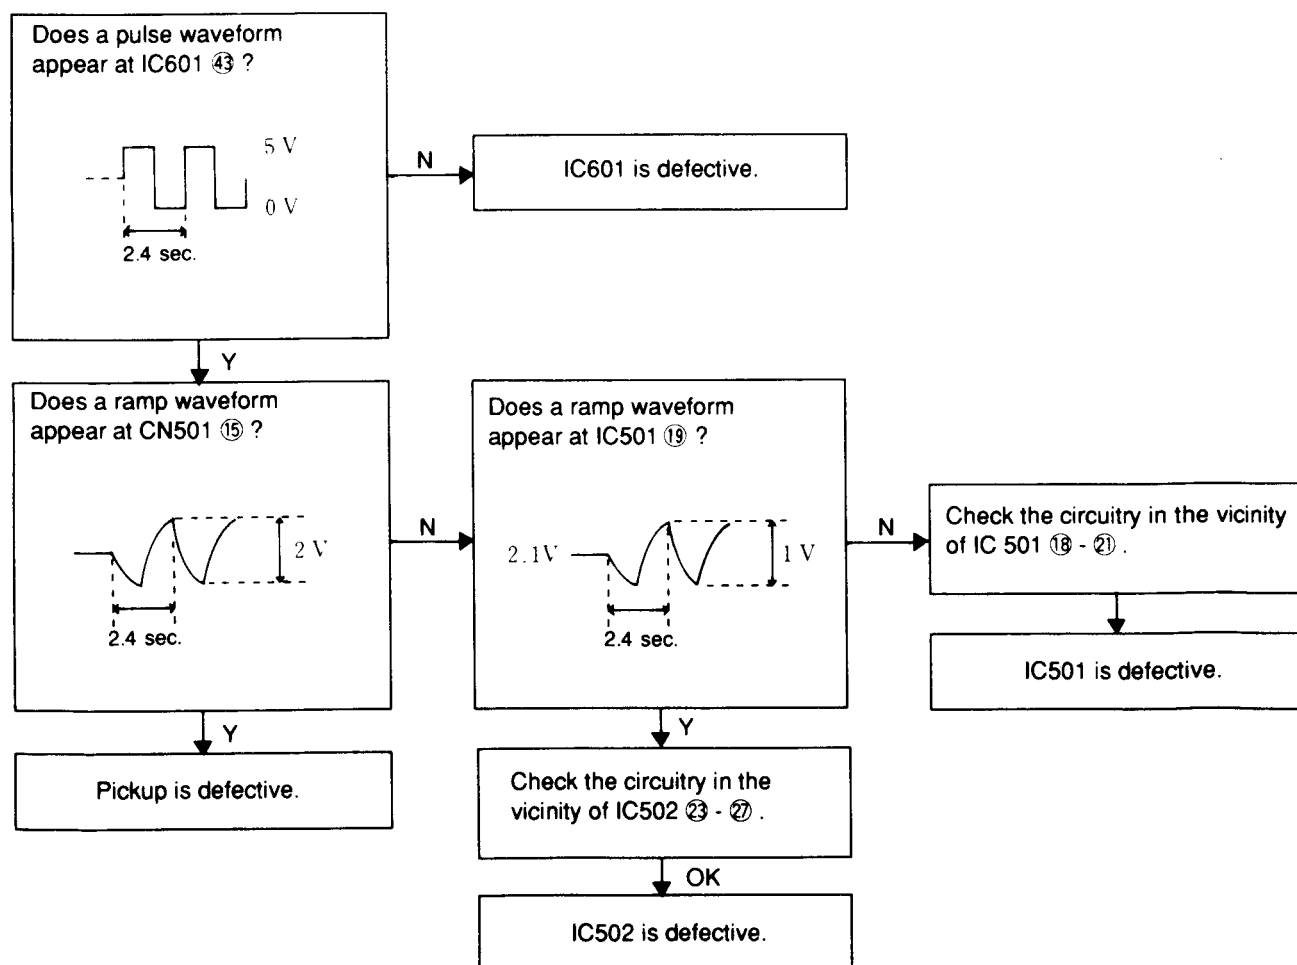 Does a pulse waveform
appear at IC601 ㊸ ?
5 V
0 V
2.4 sec.
N
IC601 is defective.
Y
Does a ramp waveform
appear at CN501 ⑮ ?
2 V
2.4 sec.
N
Does a ramp waveform
appear at IC501 ⑲ ?
2.1V
1 V
2.4 sec.
N
Check the circuitry in the vicinity
of IC 501 ⑱ - ㉑ .
IC501 is defective.
Y
Pickup is defective.
Y
Check the circuitry in the
vicinity of IC502 ㉓ - ㉗ .
OK
IC502 is defective.